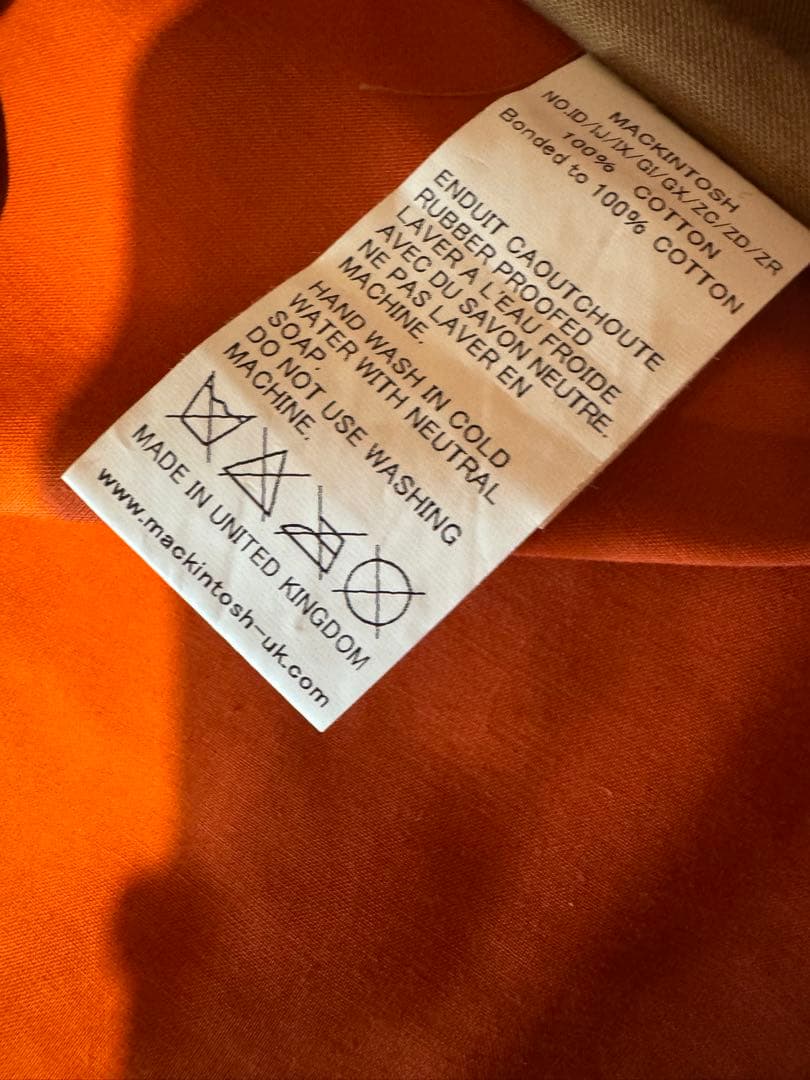 MACKINTOSH
NO.ID/IJ/IX/GI/GX/ZC/ZD/ZR
100% COTTON
Bonded to 100% COTTON
ENDUIT CAOUTCHOUTE
RUBBER PROOFED
LAVER A L'EAU FROIDE
AVEC DU SAVON NEUTRE.
NE PAS LAVER EN
MACHINE.
HAND WASH IN COLD
WATER WITH NEUTRAL
SOAP.
DO NOT USE WASHING
MACHINE.
MADE IN UNITED KINGDOM
www.mackintosh-uk.com